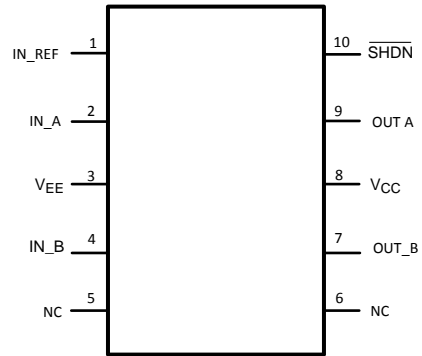 IN_REF 1 10 SHDN
IN_A 2 9 OUT A
VEE 3 8 VCC
IN_B 4 7 OUT_B
NC 5 6 NC